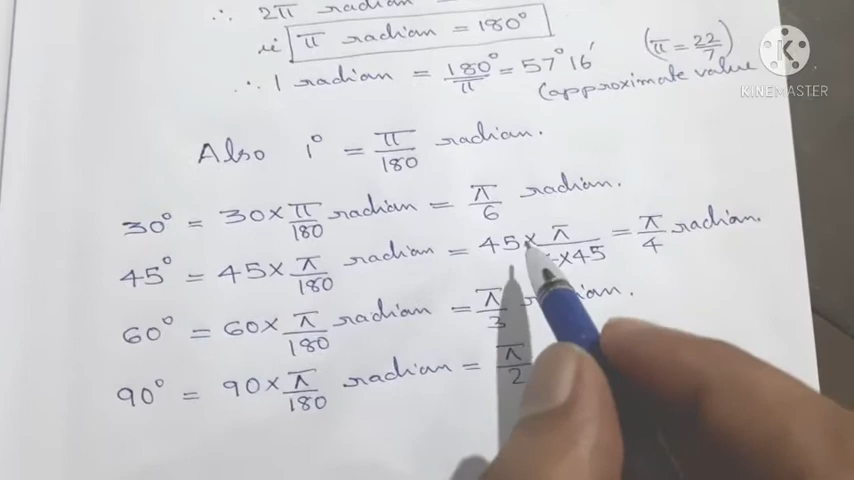 ∴ 2π radian
ii π radian = 180° (π = 22/7)
∴ 1 radian = 180°/π = 57°16′
(approximate value
KINEMASTER
Also 1° = π/180 radian.
30° = 30 × π/180 radian = π/6 radian.
45° = 45 × π/180 radian = 45 × π/ ×45 = π/4 radian.
60° = 60 × π/180 radian = π/3 radian.
90° = 90 × π/180 radian = π/2